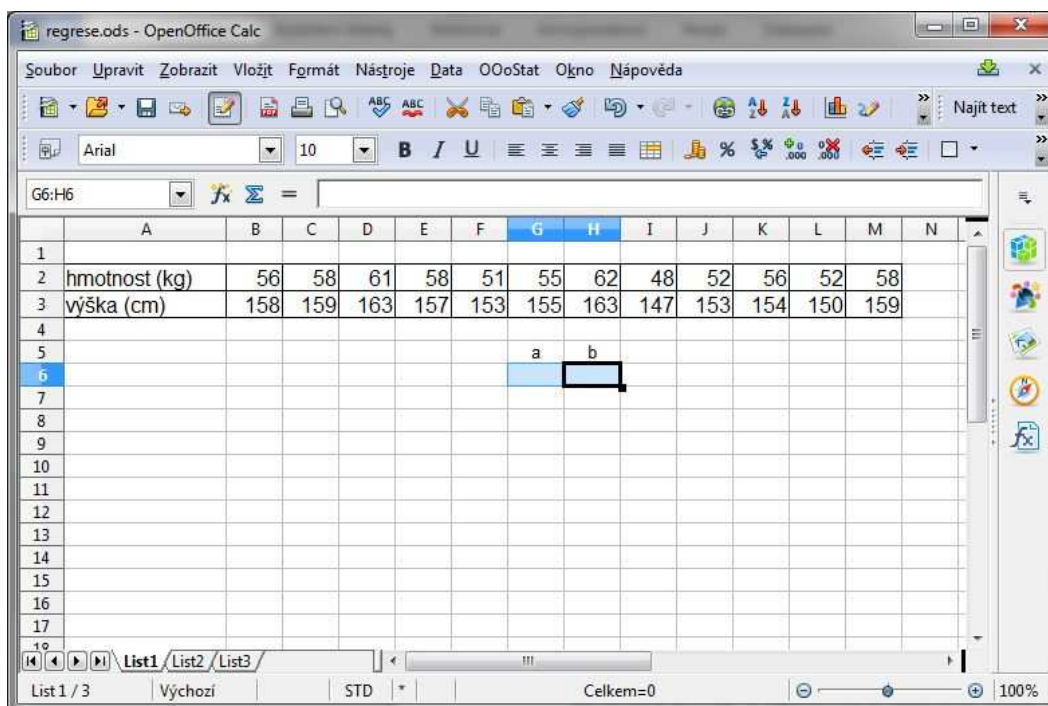 regrese.ods - OpenOffice Calc
Soubor Upravit Zobrazit Vložit Formát Nástroje Data OOoStat Okno Nápověda
Najít text
Arial 10 B I U
G6:H6
A B C D E F G H I J K L M N
1
2 hmotnost (kg) 56 58 61 58 51 55 62 48 52 56 52 58
3 výška (cm) 158 159 163 157 153 155 163 147 153 154 150 159
4
5 a b
6
7
8
9
10
11
12
13
14
15
16
17
18
List1 List2 List3
List 1 / 3 Výchozí STD * Celkem=0 100%